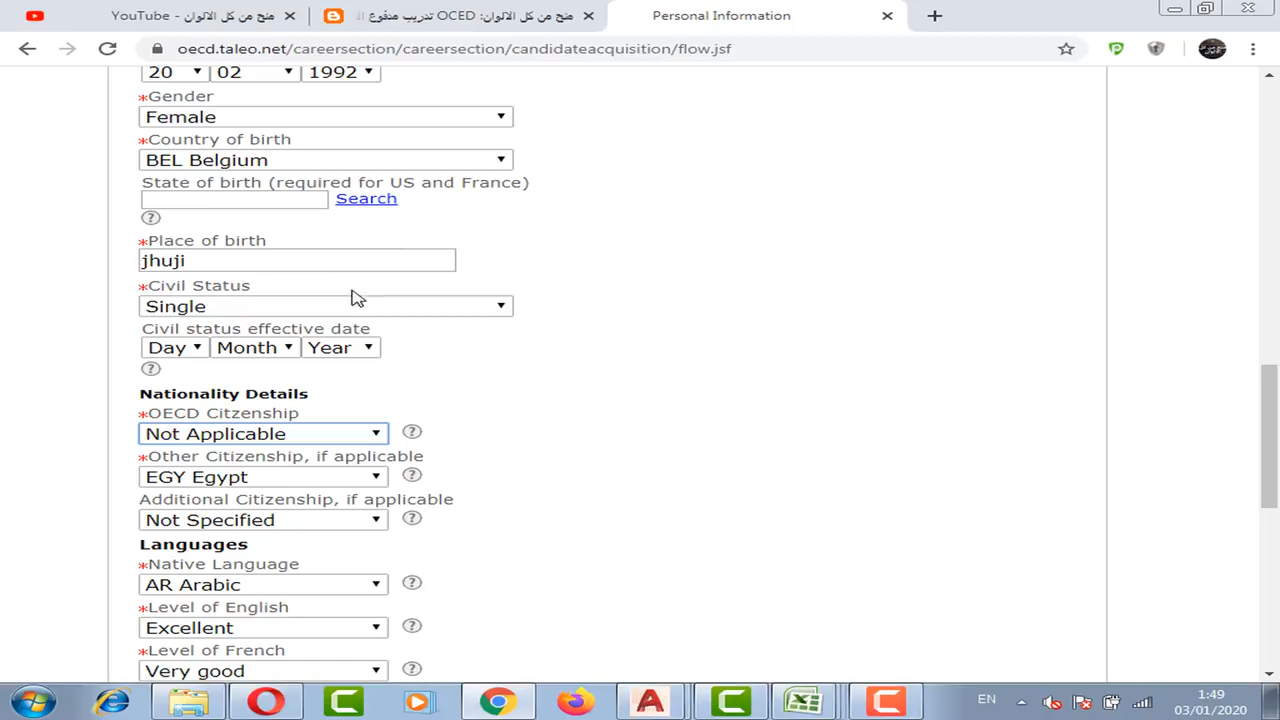 منح من كل الالوان - YouTube
منح من كل الالوان: OCED تدريب مدفوع ا
Personal Information
oecd.taleo.net/careersection/careersection/candidateacquisition/flow.jsf
20 02 1992
*Gender
Female
*Country of birth
BEL Belgium
State of birth (required for US and France)
Search
?
*Place of birth
jhuji
*Civil Status
Single
Civil status effective date
Day Month Year
?
Nationality Details
*OECD Citzenship
Not Applicable ?
*Other Citizenship, if applicable
EGY Egypt ?
Additional Citizenship, if applicable
Not Specified ?
Languages
*Native Language
AR Arabic ?
*Level of English
Excellent ?
*Level of French
Very good ?
EN
1:49
03/01/2020